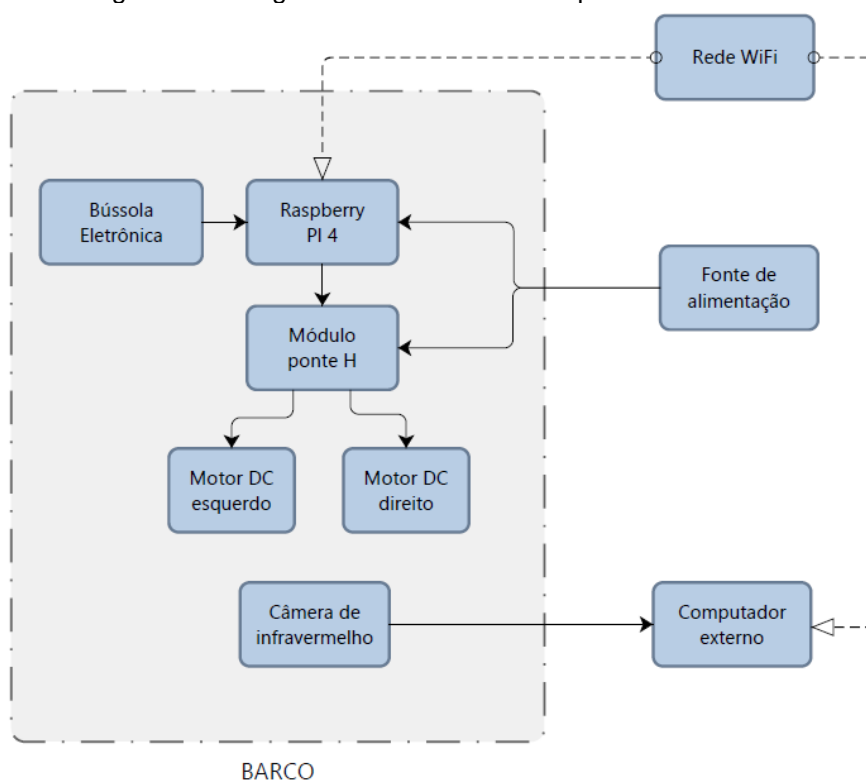 Rede WiFi
Bússola
Eletrônica
Raspberry
PI 4
Fonte de
alimentação
Módulo
ponte H
Motor DC
esquerdo
Motor DC
direito
Câmera de
infravermelho
Computador
externo
BARCO